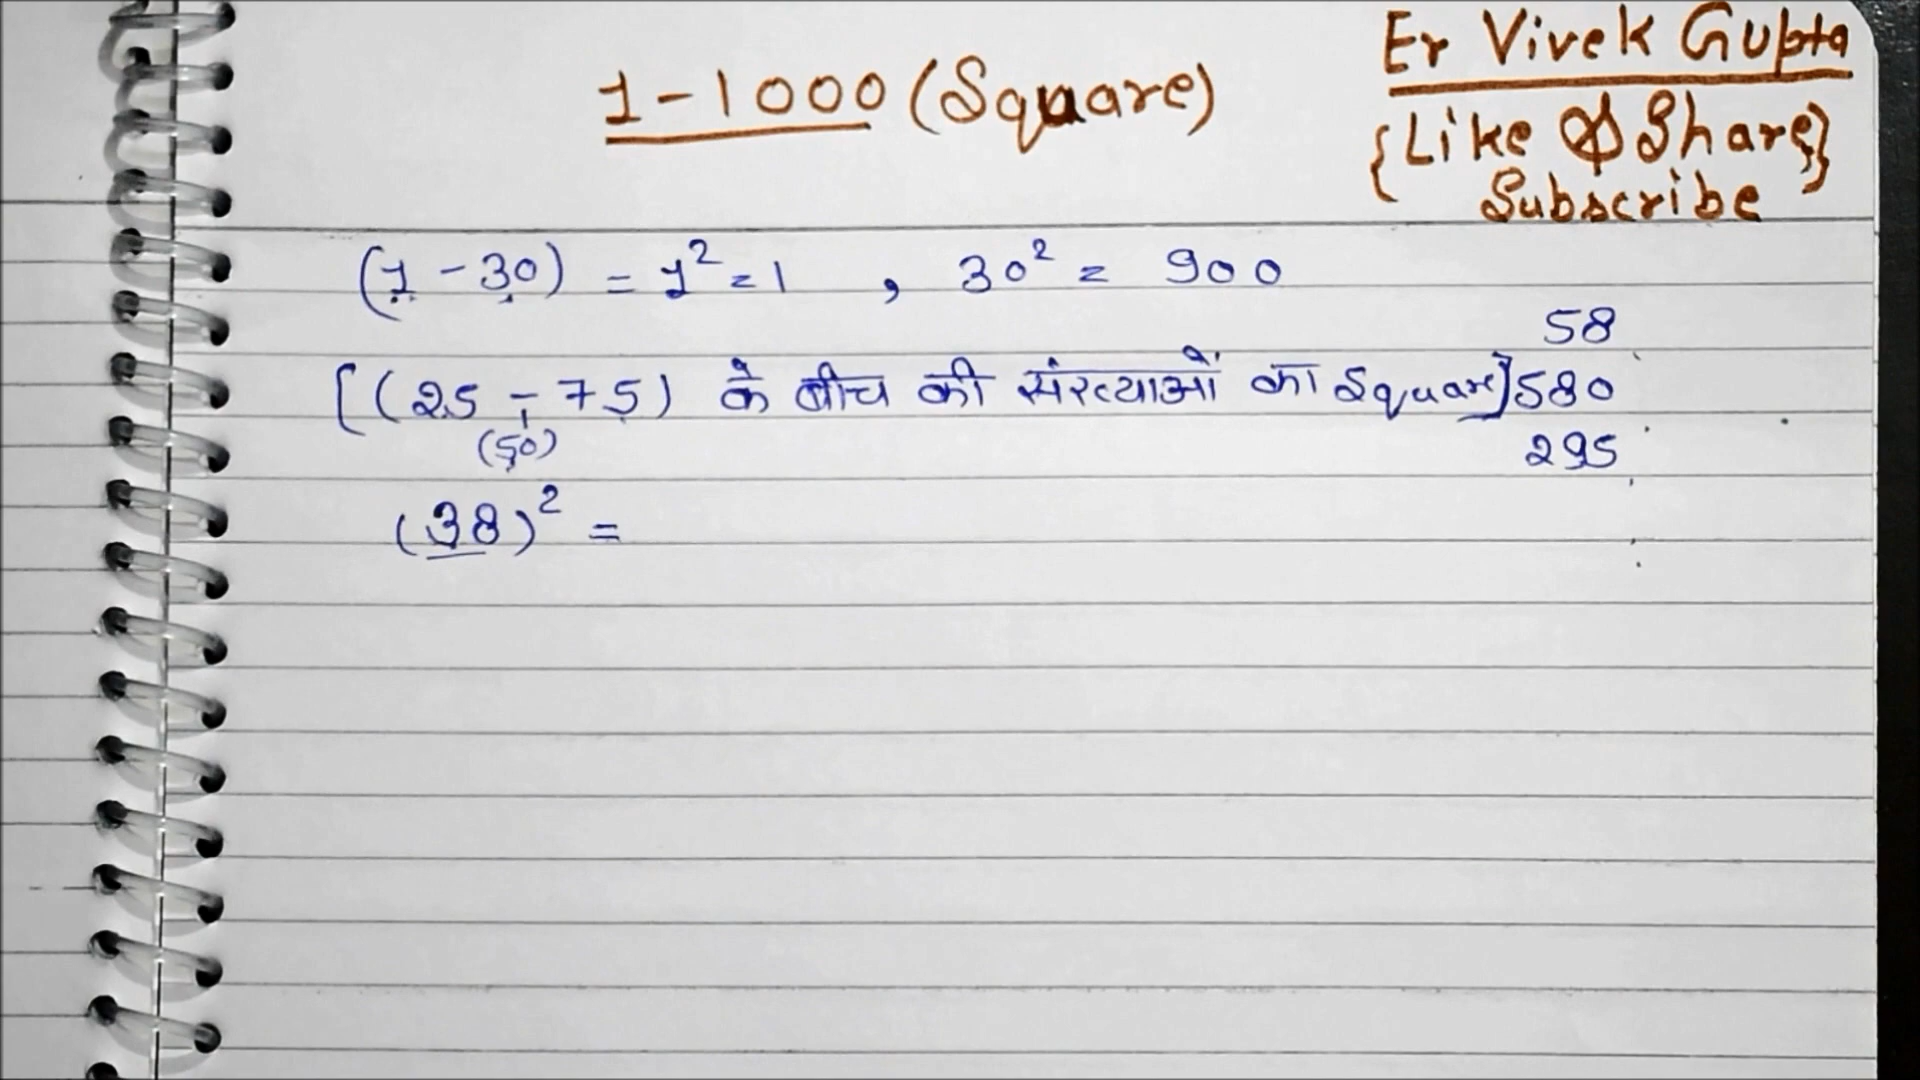 1-1000 (Square)
Er Vivek Gupta
{Like & Share}
Subscribe
(1-30) = 1² = 1 , 30² = 900
58
[(25-75) के बीच की संख्याओं का Square] 580
(50)
295
(38)² =